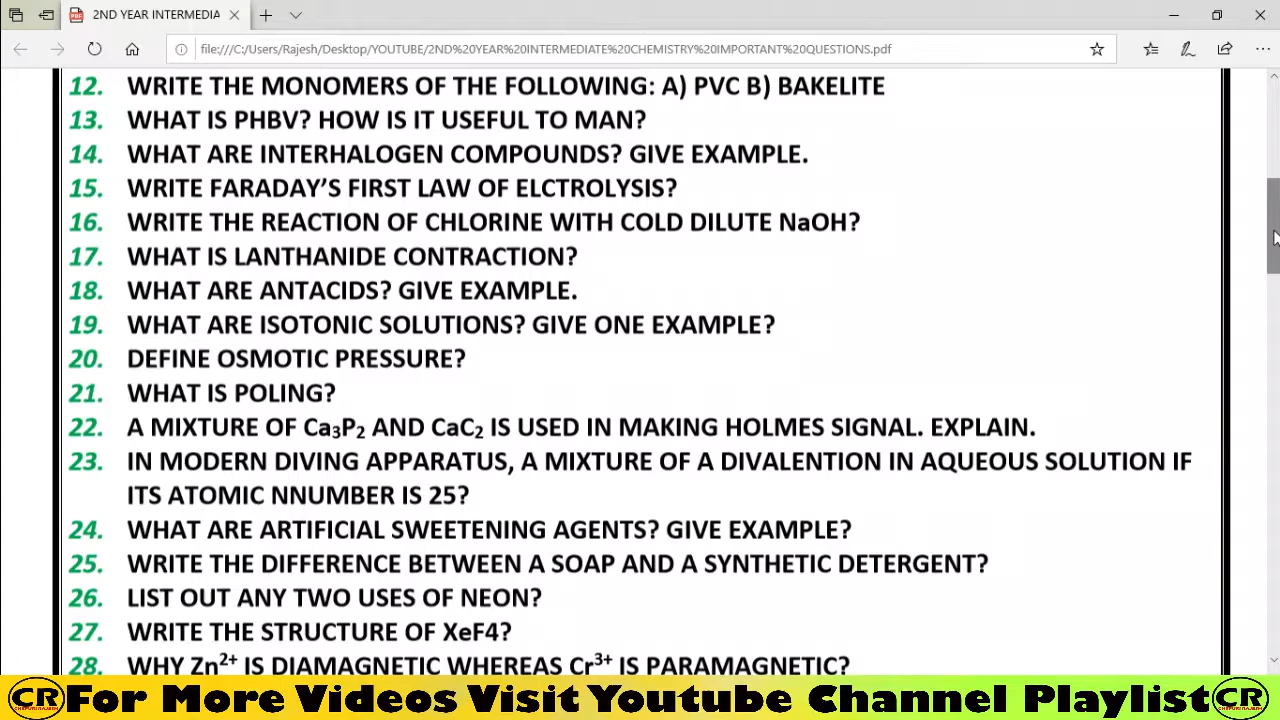 2ND YEAR INTERMEDIA
file:///C:/Users/Rajesh/Desktop/YOUTUBE/2ND%20YEAR%20INTERMEDIATE%20CHEMISTRY%20IMPORTANT%20QUESTIONS.pdf
12. WRITE THE MONOMERS OF THE FOLLOWING: A) PVC B) BAKELITE
13. WHAT IS PHBV? HOW IS IT USEFUL TO MAN?
14. WHAT ARE INTERHALOGEN COMPOUNDS? GIVE EXAMPLE.
15. WRITE FARADAY'S FIRST LAW OF ELCTROLYSIS?
16. WRITE THE REACTION OF CHLORINE WITH COLD DILUTE NaOH?
17. WHAT IS LANTHANIDE CONTRACTION?
18. WHAT ARE ANTACIDS? GIVE EXAMPLE.
19. WHAT ARE ISOTONIC SOLUTIONS? GIVE ONE EXAMPLE?
20. DEFINE OSMOTIC PRESSURE?
21. WHAT IS POLING?
22. A MIXTURE OF Ca₃P₂ AND CaC₂ IS USED IN MAKING HOLMES SIGNAL. EXPLAIN.
23. IN MODERN DIVING APPARATUS, A MIXTURE OF A DIVALENTION IN AQUEOUS SOLUTION IF
ITS ATOMIC NNUMBER IS 25?
24. WHAT ARE ARTIFICIAL SWEETENING AGENTS? GIVE EXAMPLE?
25. WRITE THE DIFFERENCE BETWEEN A SOAP AND A SYNTHETIC DETERGENT?
26. LIST OUT ANY TWO USES OF NEON?
27. WRITE THE STRUCTURE OF XeF4?
28. WHY Zn²⁺ IS DIAMAGNETIC WHEREAS Cr³⁺ IS PARAMAGNETIC?
CR For More Videos Visit Youtube Channel Playlist CR